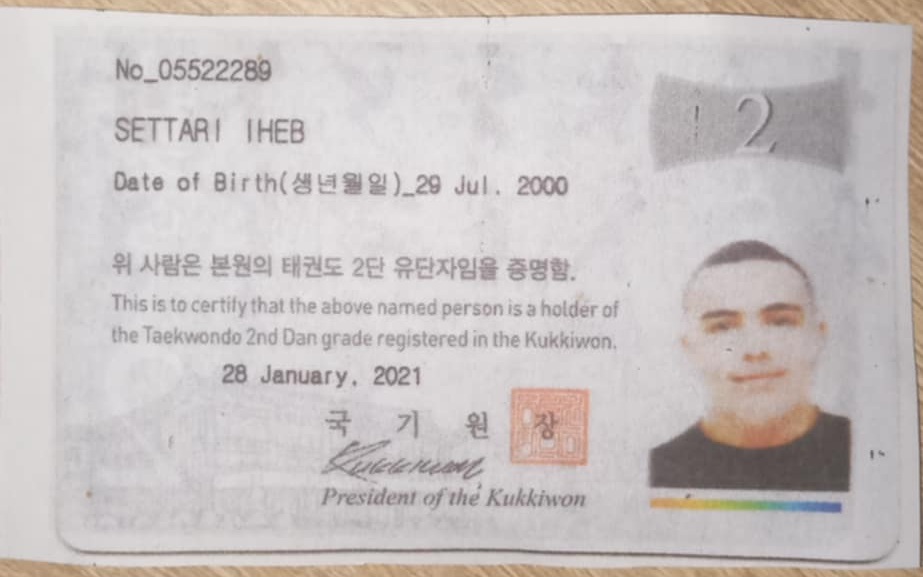 No_05522289
2
SETTARI IHEB
Date of Birth(생년월일)_29 Jul. 2000
위 사람은 본원의 태권도 2단 유단자임을 증명함.
This is to certify that the above named person is a holder of
the Taekwondo 2nd Dan grade registered in the Kukkiwon.
28 January, 2021
국 기 원 장
Kukkiwon
President of the Kukkiwon